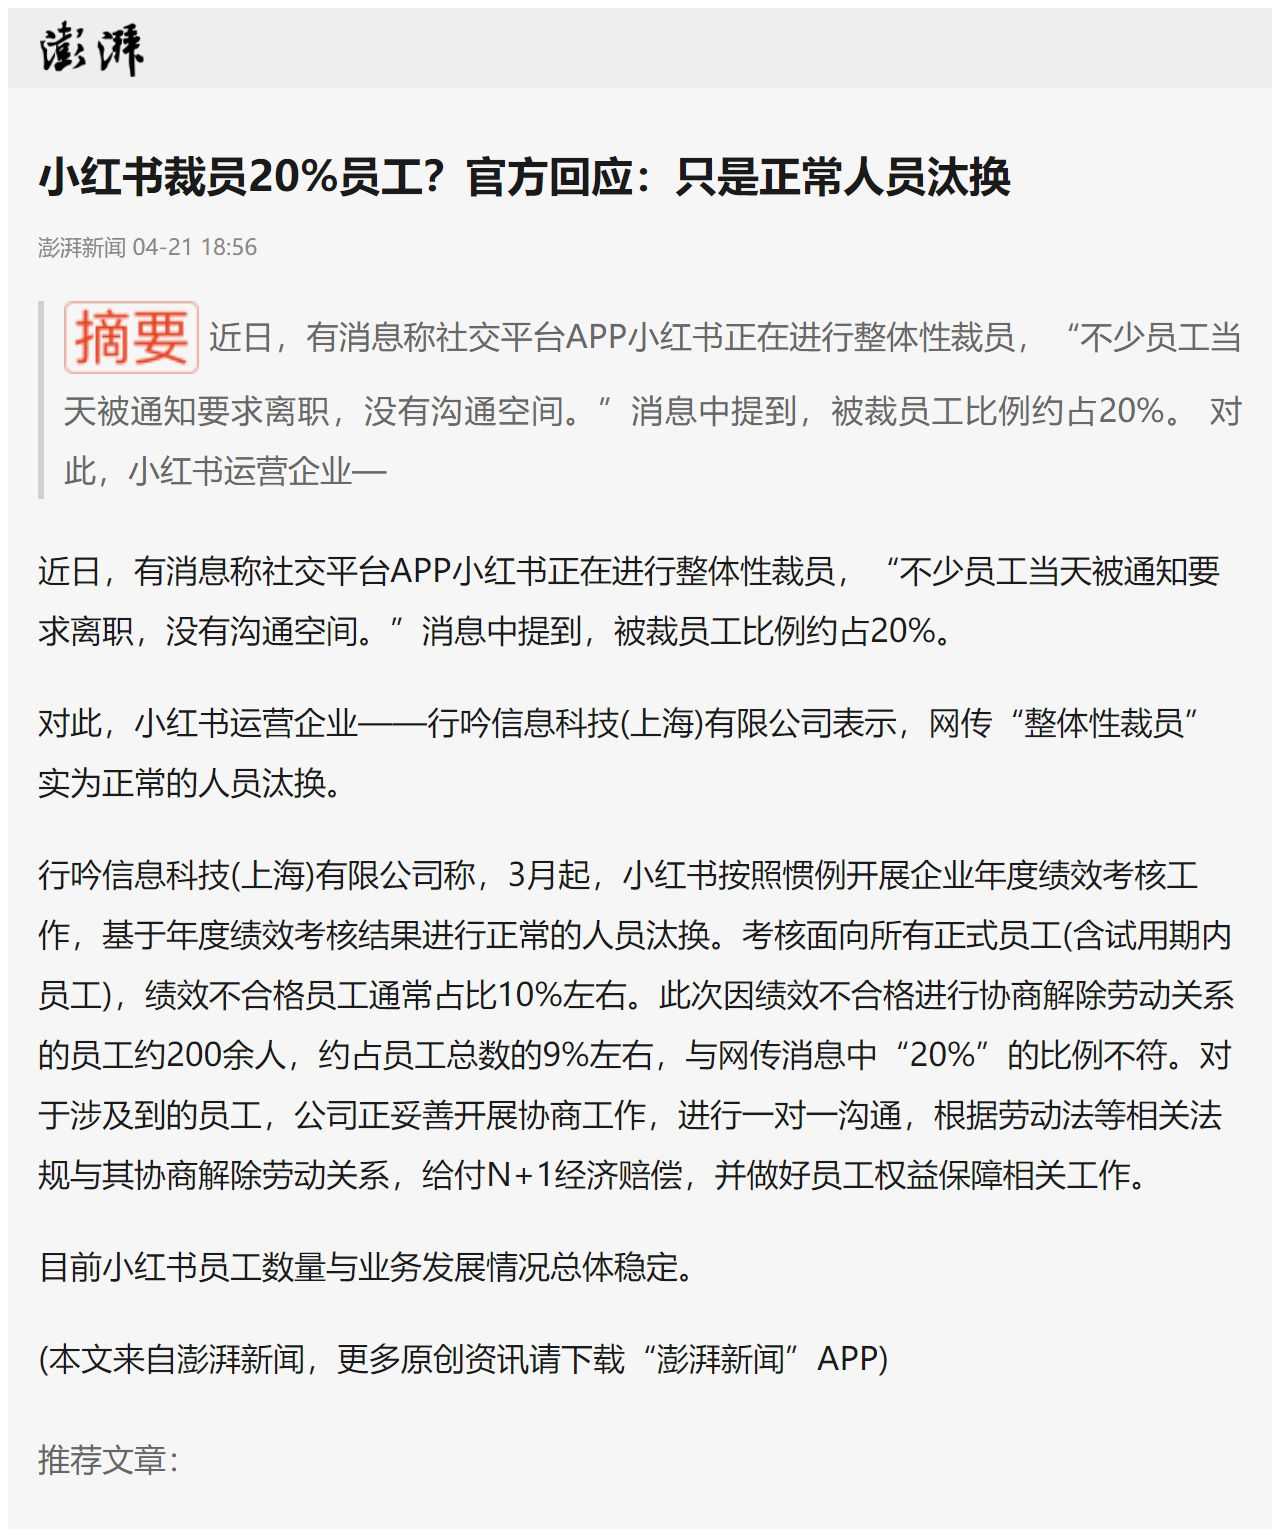 澎湃
小红书裁员20%员工？官方回应：只是正常人员汰换
澎湃新闻 04-21 18:56
摘要 近日，有消息称社交平台APP小红书正在进行整体性裁员，“不少员工当
天被通知要求离职，没有沟通空间。”消息中提到，被裁员工比例约占20%。 对
此，小红书运营企业—
近日，有消息称社交平台APP小红书正在进行整体性裁员，“不少员工当天被通知要
求离职，没有沟通空间。”消息中提到，被裁员工比例约占20%。
对此，小红书运营企业——行吟信息科技(上海)有限公司表示，网传“整体性裁员”
实为正常的人员汰换。
行吟信息科技(上海)有限公司称，3月起，小红书按照惯例开展企业年度绩效考核工
作，基于年度绩效考核结果进行正常的人员汰换。考核面向所有正式员工(含试用期内
员工)，绩效不合格员工通常占比10%左右。此次因绩效不合格进行协商解除劳动关系
的员工约200余人，约占员工总数的9%左右，与网传消息中“20%”的比例不符。对
于涉及到的员工，公司正妥善开展协商工作，进行一对一沟通，根据劳动法等相关法
规与其协商解除劳动关系，给付N+1经济赔偿，并做好员工权益保障相关工作。
目前小红书员工数量与业务发展情况总体稳定。
(本文来自澎湃新闻，更多原创资讯请下载“澎湃新闻”APP)
推荐文章：